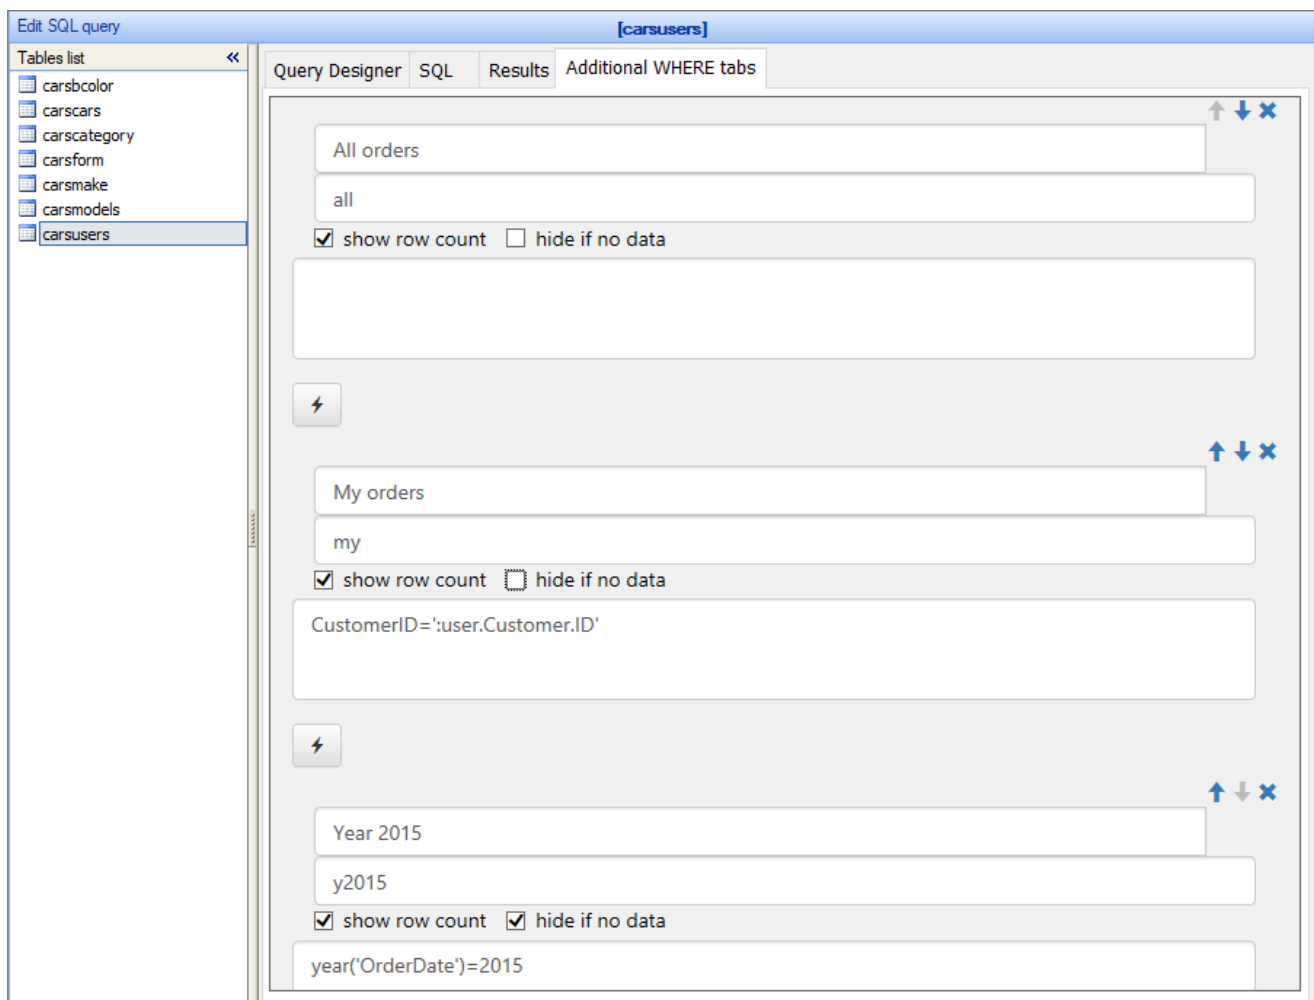 Edit SQL query
[carsusers]
Tables list
carsbcolor
carscars
carscategory
carsform
carsmake
carsmodels
carsusers
Query Designer SQL Results Additional WHERE tabs
All orders
all
show row count hide if no data
My orders
my
show row count hide if no data
CustomerID=':user.Customer.ID'
Year 2015
y2015
show row count hide if no data
year('OrderDate')=2015